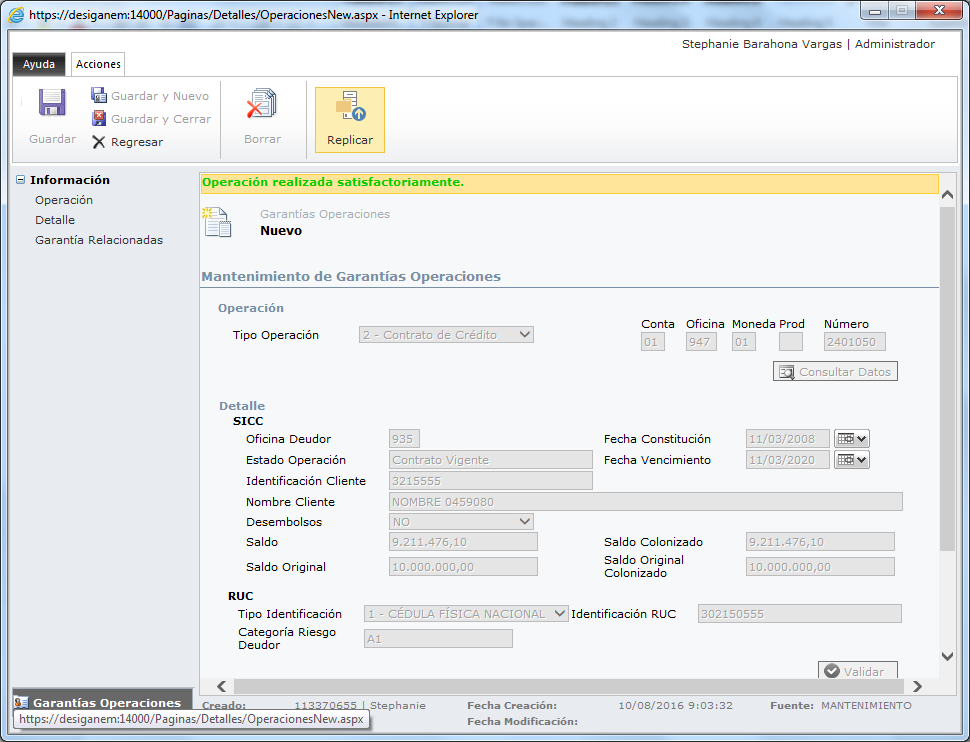 https://desiganem:14000/Paginas/Detalles/OperacionesNew.aspx - Internet Explorer
Stephanie Barahona Vargas | Administrador
Ayuda Acciones
Guardar
Guardar y Nuevo
Guardar y Cerrar
Regresar
Borrar
Replicar
Información
Operación
Detalle
Garantía Relacionadas
Operación realizada satisfactoriamente.
Garantías Operaciones
Nuevo
Mantenimiento de Garantías Operaciones
Operación
Conta Oficina Moneda Prod Número
Tipo Operación 2 - Contrato de Crédito 01 947 01 2401050
Consultar Datos
Detalle
SICC
Oficina Deudor 935 Fecha Constitución 11/03/2008
Estado Operación Contrato Vigente Fecha Vencimiento 11/03/2020
Identificación Cliente 3215555
Nombre Cliente NOMBRE 0459080
Desembolsos NO
Saldo 9.211.476,10 Saldo Colonizado 9.211.476,10
Saldo Original 10.000.000,00 Saldo Original Colonizado 10.000.000,00
RUC
Tipo Identificación 1 - CÉDULA FÍSICA NACIONAL Identificación RUC 302150555
Categoría Riesgo Deudor A1
Validar
Garantías Operaciones
Creado: 113370655 | Stephanie Fecha Creación: 10/08/2016 9:03:32 Fuente: MANTENIMIENTO
Fecha Modificación:
https://desiganem:14000/Paginas/Detalles/OperacionesNew.aspx